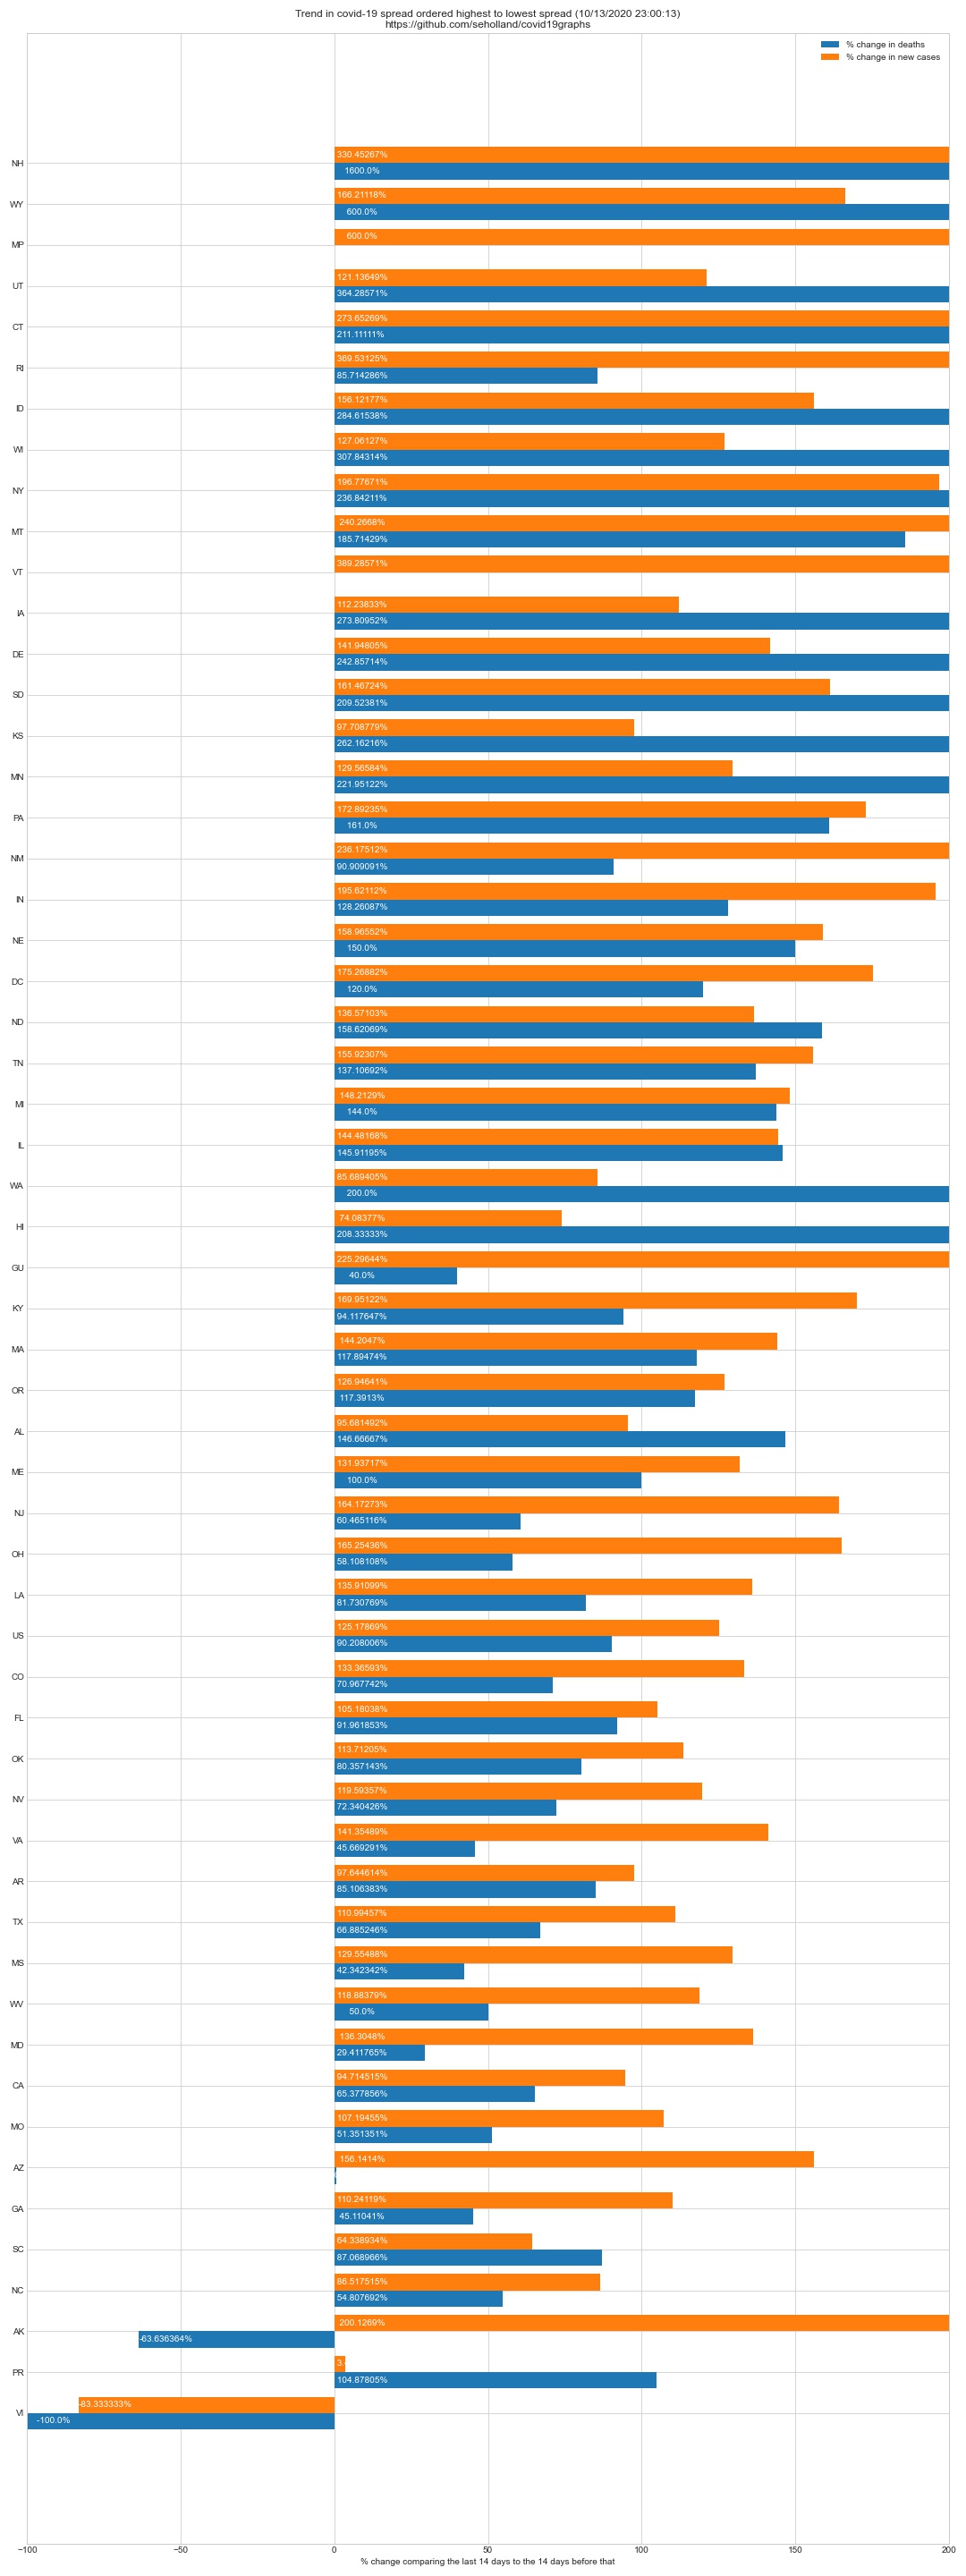 Trend in covid-19 spread ordered highest to lowest spread (10/13/2020 23:00:13)
https://github.com/seholland/covid19graphs
% change in deaths
% change in new cases
330.45267%
NH
1600.0%
166.21118%
WY
600.0%
600.0%
MP
121.13649%
UT
364.28571%
273.65269%
CT
211.11111%
369.53125%
RI
85.714286%
156.12177%
ID
284.61538%
127.06127%
WI
307.84314%
196.77671%
NY
236.84211%
240.2668%
MT
185.71429%
389.28571%
VT
112.23833%
IA
273.80952%
141.94805%
DE
242.85714%
161.46724%
SD
209.52381%
97.708779%
KS
262.16216%
129.56584%
MN
221.95122%
172.89235%
PA
161.0%
236.17512%
NM
90.909091%
195.62112%
IN
128.26087%
158.96552%
NE
150.0%
175.26882%
DC
120.0%
136.57103%
ND
158.62069%
155.92307%
TN
137.10692%
148.2129%
MI
144.0%
144.48168%
IL
145.91195%
85.689405%
WA
200.0%
74.08377%
HI
208.33333%
225.29644%
GU
40.0%
169.95122%
KY
94.117647%
144.2047%
MA
117.89474%
126.94641%
OR
117.3913%
95.681492%
AL
146.66667%
131.93717%
ME
100.0%
164.17273%
NJ
60.465116%
165.25436%
OH
58.108108%
135.91099%
LA
81.730769%
125.17869%
US
90.208006%
133.36593%
CO
70.967742%
105.18038%
FL
91.961853%
113.71205%
OK
80.357143%
119.59357%
NV
72.340426%
141.35489%
VA
45.669291%
97.644614%
AR
85.106383%
110.99457%
TX
66.885246%
129.55488%
MS
42.342342%
118.88379%
WV
50.0%
136.3048%
MD
29.411765%
94.714515%
CA
65.377856%
107.19455%
MO
51.351351%
156.1414%
AZ
110.24119%
GA
45.11041%
64.338934%
SC
87.068966%
86.517515%
NC
54.807692%
200.1269%
AK
-63.636364%
3
PR
104.87805%
-83.333333%
VI
-100.0%
−100 −50 0 50 100 150 200
% change comparing the last 14 days to the 14 days before that